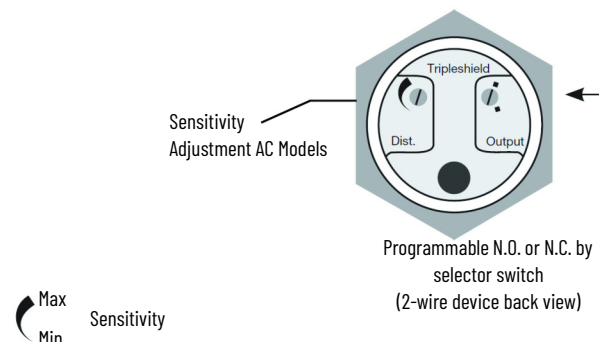 Tripleshield
Sensitivity
Adjustment AC Models
Dist.
Output
Programmable N.O. or N.C. by
selector switch
(2-wire device back view)
Max
Sensitivity
Min